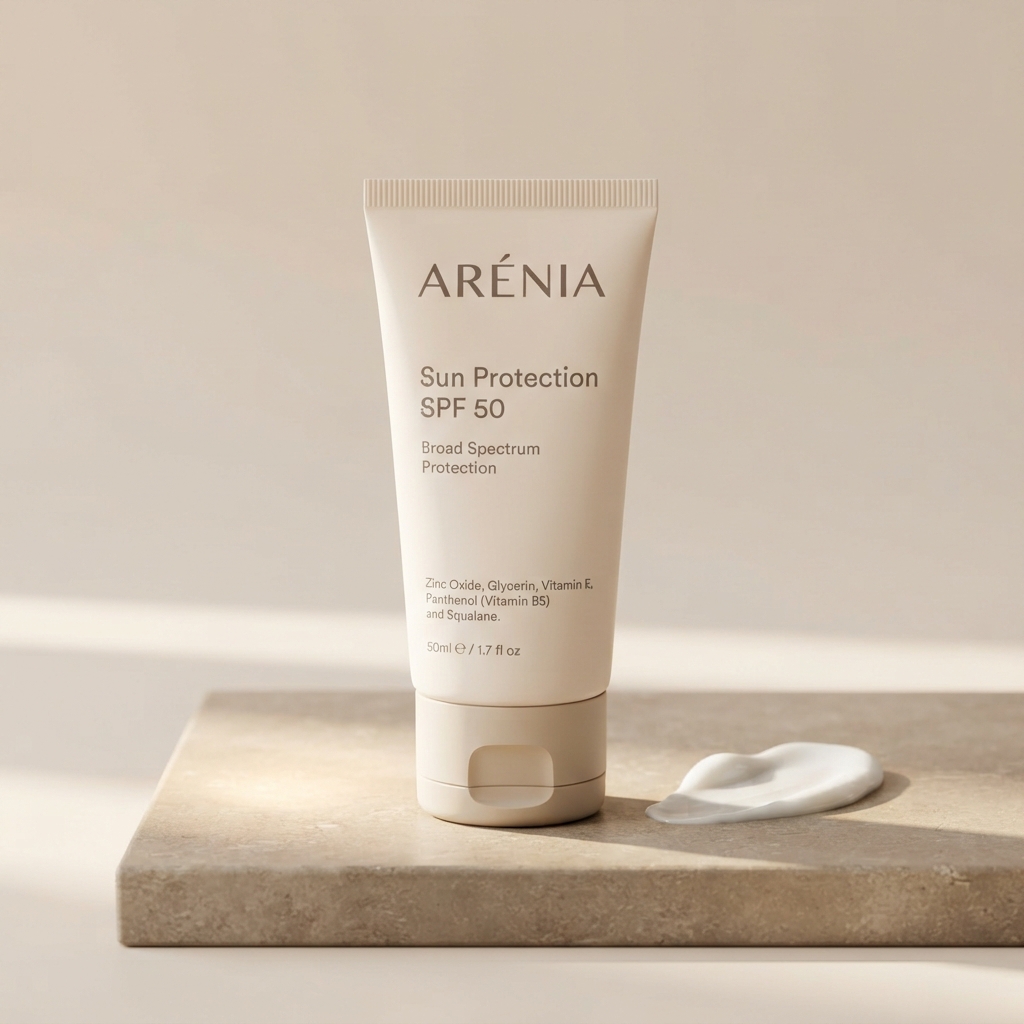 ARÉNIA
Sun Protection
SPF 50
Broad Spectrum
Protection
Zinc Oxide, Glycerin, Vitamin E,
Panthenol (Vitamin B5)
and Squalane.
50ml ℮ / 1.7 fl oz